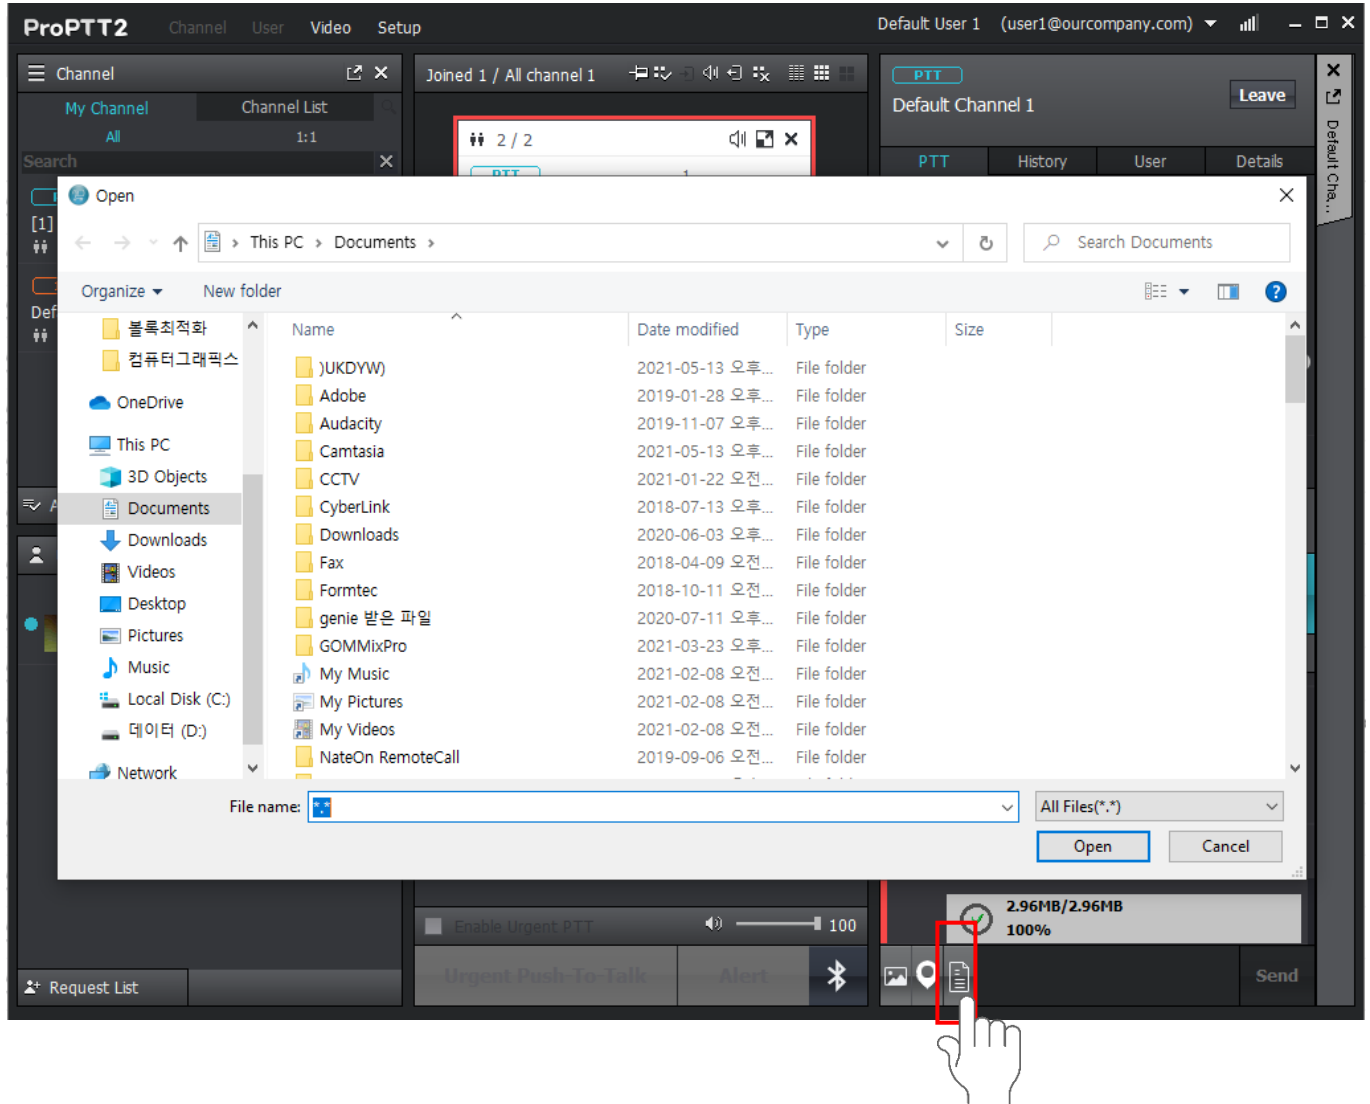 ProPTT2 Channel User Video Setup Default User 1 (user1@ourcompany.com)
Channel
My Channel Channel List
All 1:1
Search
Joined 1 / All channel 1
2 / 2
PTT
1
PTT
Default Channel 1
Leave
PTT History User Details
Default Cha...
[1]
Def
Open
This PC > Documents >
Search Documents
Organize New folder
볼록최적화
컴퓨터그래픽스
OneDrive
This PC
3D Objects
Documents
Downloads
Videos
Desktop
Pictures
Music
Local Disk (C:)
데이터 (D:)
Network
Name Date modified Type Size
)UKDYW) 2021-05-13 오후... File folder
Adobe 2019-01-28 오후... File folder
Audacity 2019-11-07 오후... File folder
Camtasia 2021-05-13 오후... File folder
CCTV 2021-01-22 오전... File folder
CyberLink 2018-07-13 오후... File folder
Downloads 2020-06-03 오후... File folder
Fax 2018-04-09 오전... File folder
Formtec 2018-10-11 오전... File folder
genie 받은 파일 2020-07-11 오후... File folder
GOMMixPro 2021-03-23 오후... File folder
My Music 2021-02-08 오전... File folder
My Pictures 2021-02-08 오전... File folder
My Videos 2021-02-08 오전... File folder
NateOn RemoteCall 2019-09-06 오전... File folder
File name: *.* All Files(*.*)
Open Cancel
2.96MB/2.96MB
100%
Enable Urgent PTT 100
Urgent Push-To-Talk Alert
Send
Request List